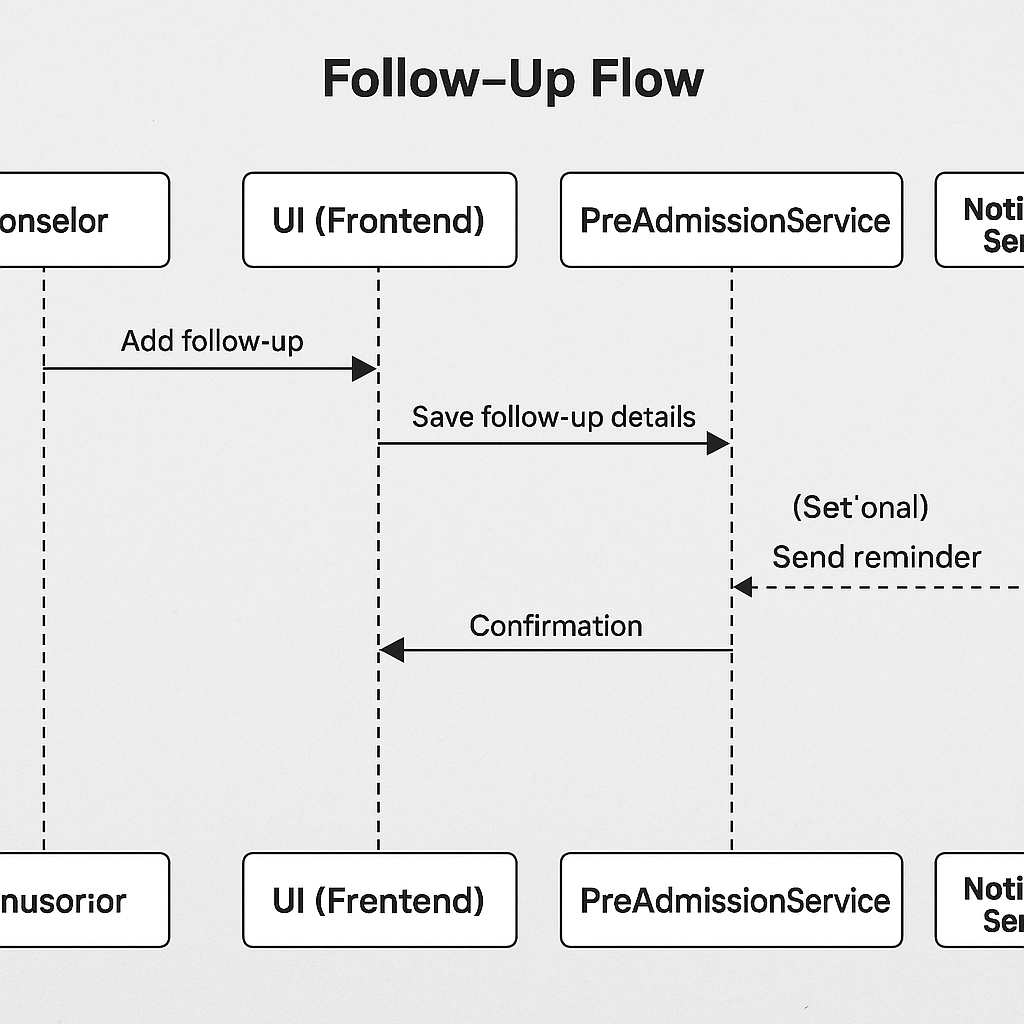 Follow–Up Flow
onselor
UI (Frontend)
PreAdmissionService
Noti
Ser
Add follow-up
Save follow-up details
(Set'onal)
Send reminder
Confirmation
nusorior
UI (Frentend)
PreAdmissionService
Noti
Ser